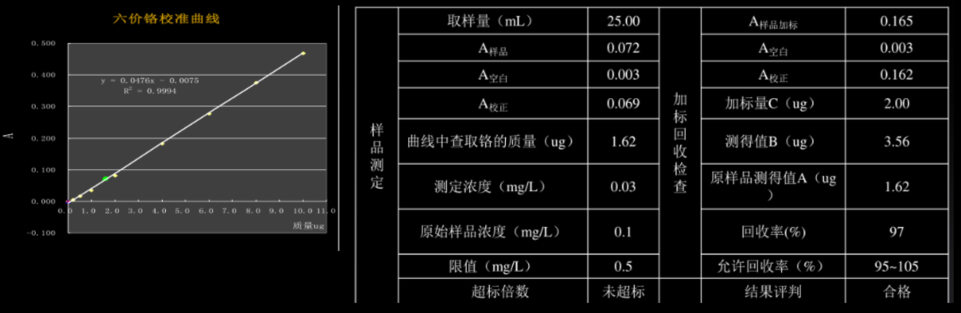 六价铬校准曲线
0.500
0.400
y = 0.0476x - 0.0075
R² = 0.9994
0.300
0.200
A
0.100
0.000
0.0 1.0 2.0 3.0 4.0 5.0 6.0 7.0 8.0 9.0 10.0 11.0
质量ug
-0.100
样品测定
取样量（mL） 25.00
A样品 0.072
A空白 0.003
A校正 0.069
曲线中查取铬的质量（ug） 1.62
测定浓度（mg/L） 0.03
原始样品浓度（mg/L） 0.1
限值（mg/L） 0.5
超标倍数 未超标
加标回收检查
A样品加标 0.165
A空白 0.003
A校正 0.162
加标量C（ug） 2.00
测得值B（ug） 3.56
原样品测得值A（ug
） 1.62
回收率(%) 97
允许回收率（%） 95~105
结果评判 合格